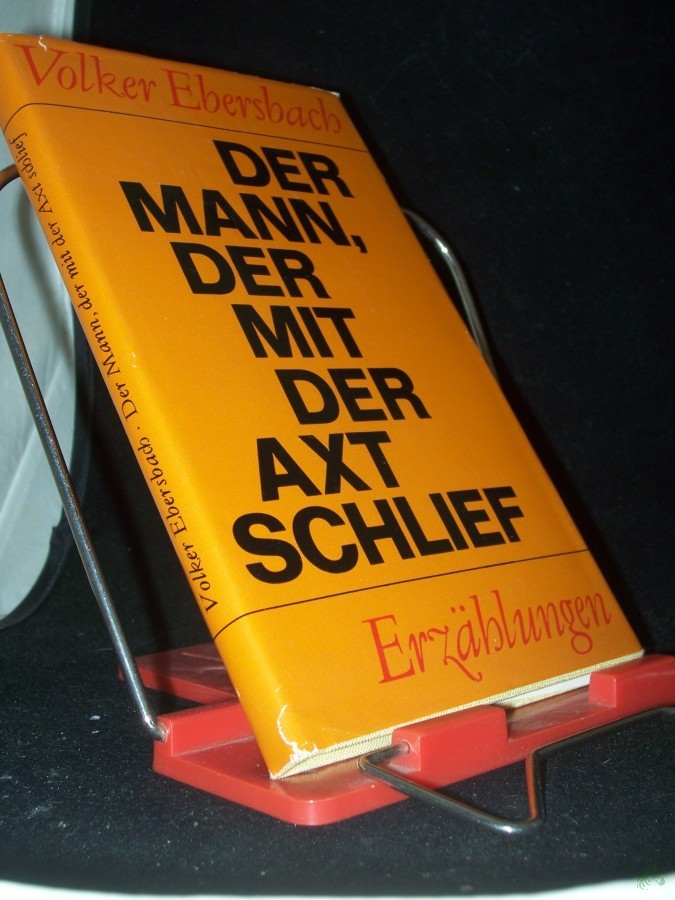 Volker Ebersbach
DER
MANN,
DER
MIT
DER
AXT
SCHLIEF
Erzählungen
Volker Ebersbach · Der Mann, der mit der Axt schlief